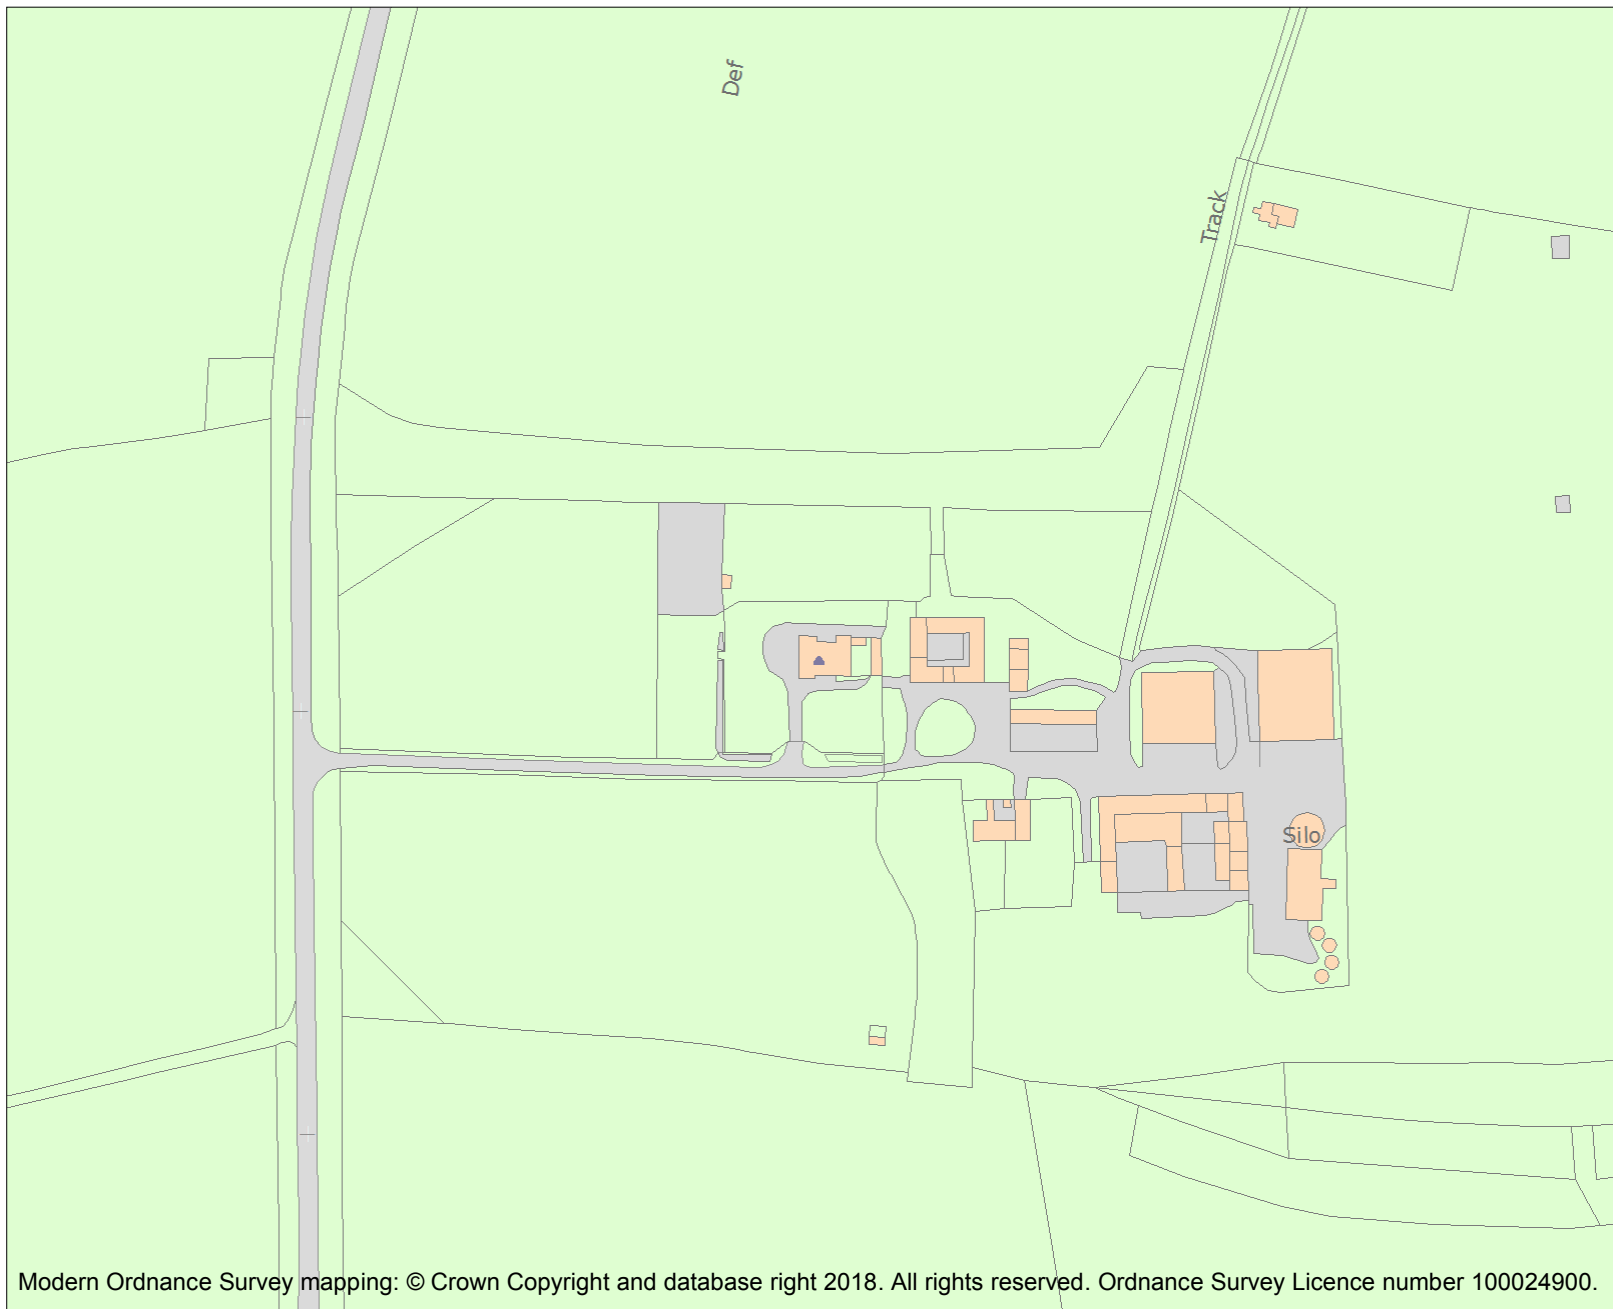 Def
Track
Silo
Modern Ordnance Survey mapping: © Crown Copyright and database right 2018. All rights reserved. Ordnance Survey Licence number 100024900.